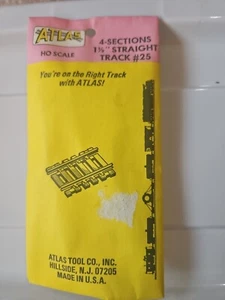 ATLAS
HO SCALE
4-SECTIONS
1½" STRAIGHT
TRACK #25
You're on the Right Track
with ATLAS!
ATLAS TOOL CO., INC.
HILLSIDE, N.J. 07205
MADE IN U.S.A.